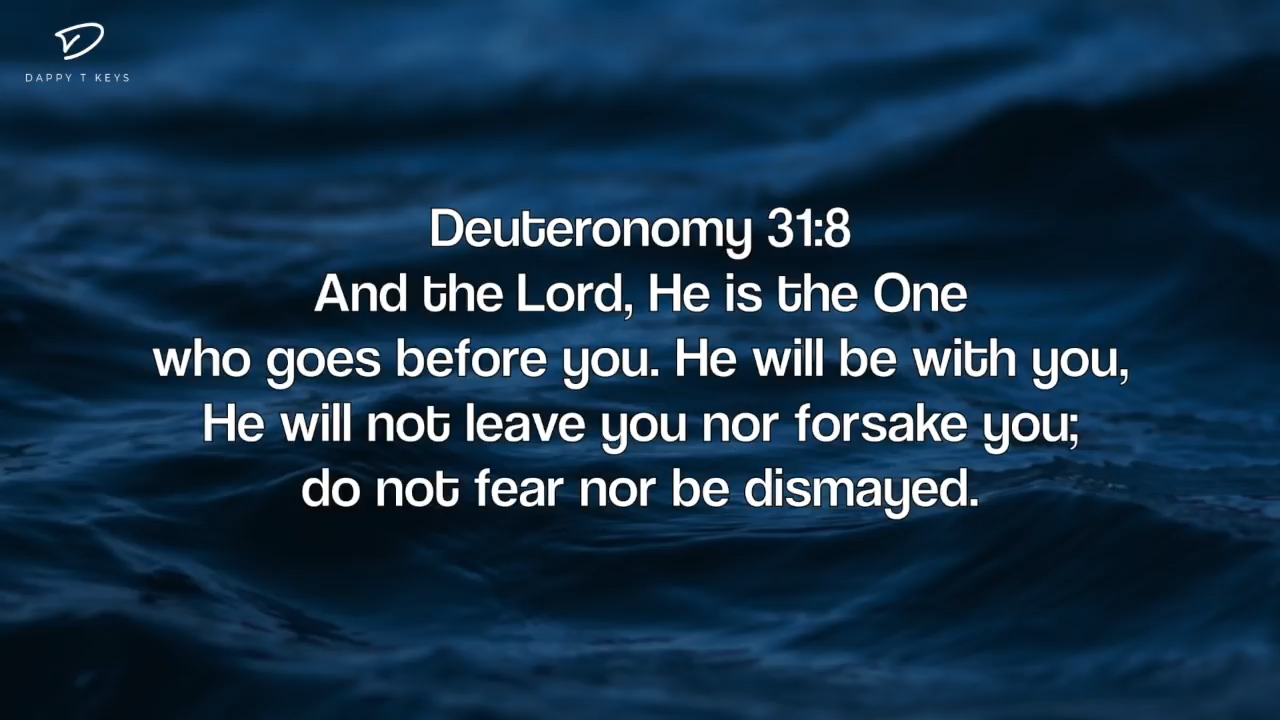 DAPPY T KEYS
Deuteronomy 31:8
And the Lord, He is the One
who goes before you. He will be with you,
He will not leave you nor forsake you;
do not fear nor be dismayed.